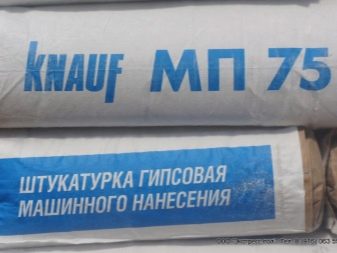 KNAUF МП 75
ШТУКАТУРКА ГИПСОВАЯ
МАШИННОГО НАНЕСЕНИЯ